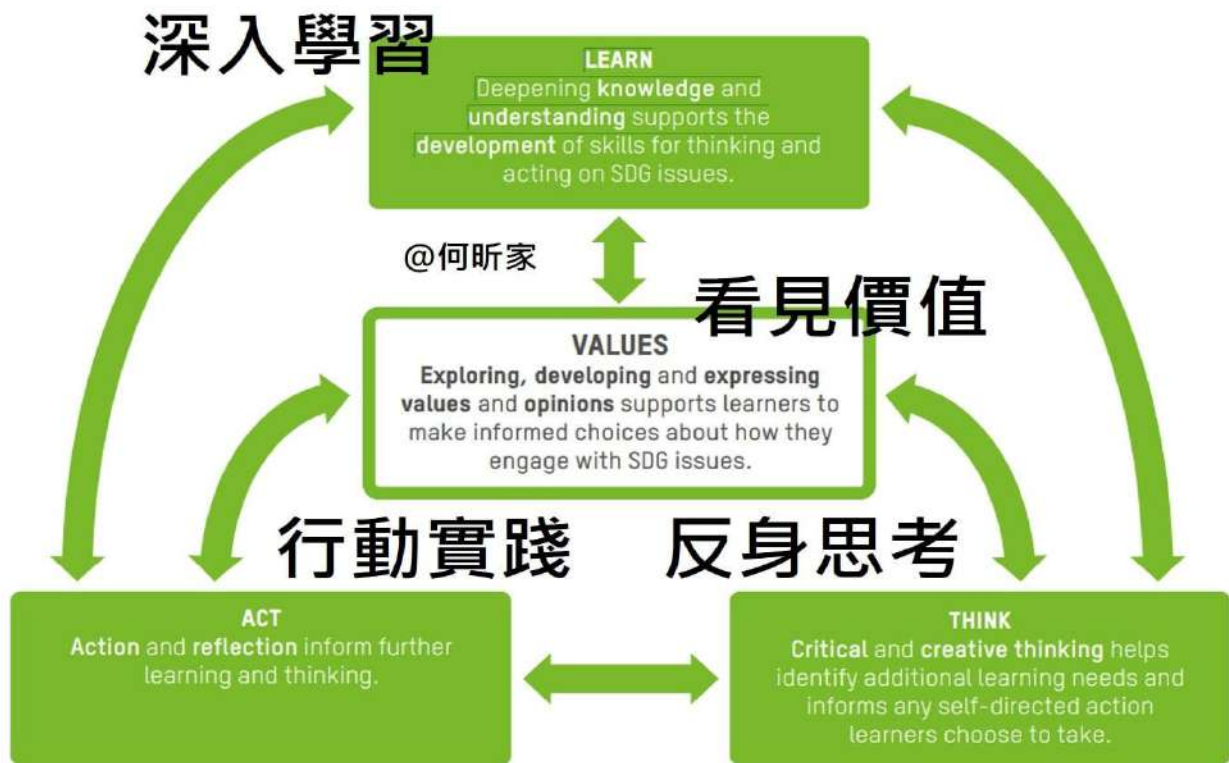 深入學習
LEARN
Deepening knowledge and
understanding supports the
development of skills for thinking and
acting on SDG issues.
@何昕家
看見價值
VALUES
Exploring, developing and expressing
values and opinions supports learners to
make informed choices about how they
engage with SDG issues.
行動實踐
反身思考
ACT
Action and reflection inform further
learning and thinking.
THINK
Critical and creative thinking helps
identify additional learning needs and
informs any self-directed action
learners choose to take.